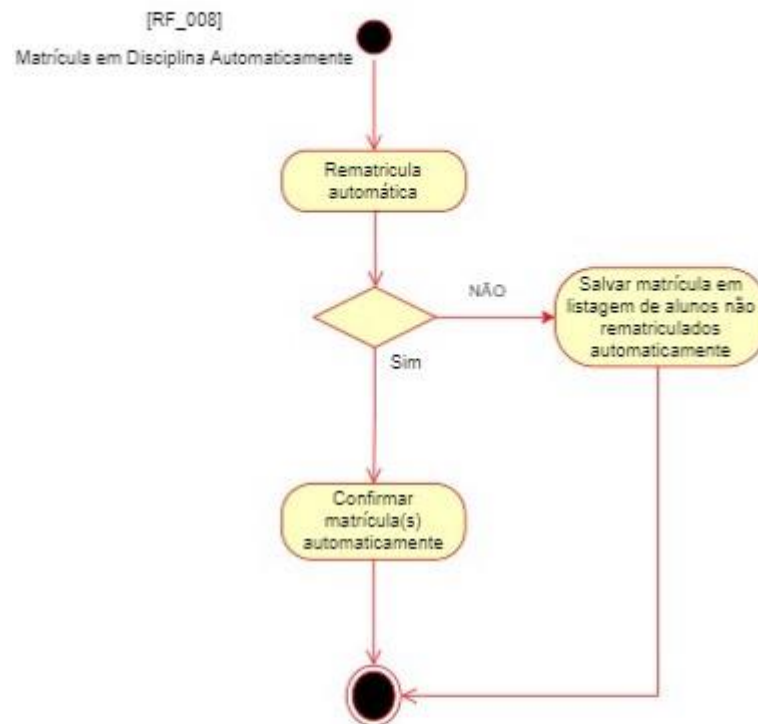 [RF_008]
Matrícula em Disciplina Automaticamente
Rematricula
automática
NÃO
Salvar matrícula em
listagem de alunos não
rematriculados
automaticamente
Sim
Confirmar
matrícula(s)
automaticamente